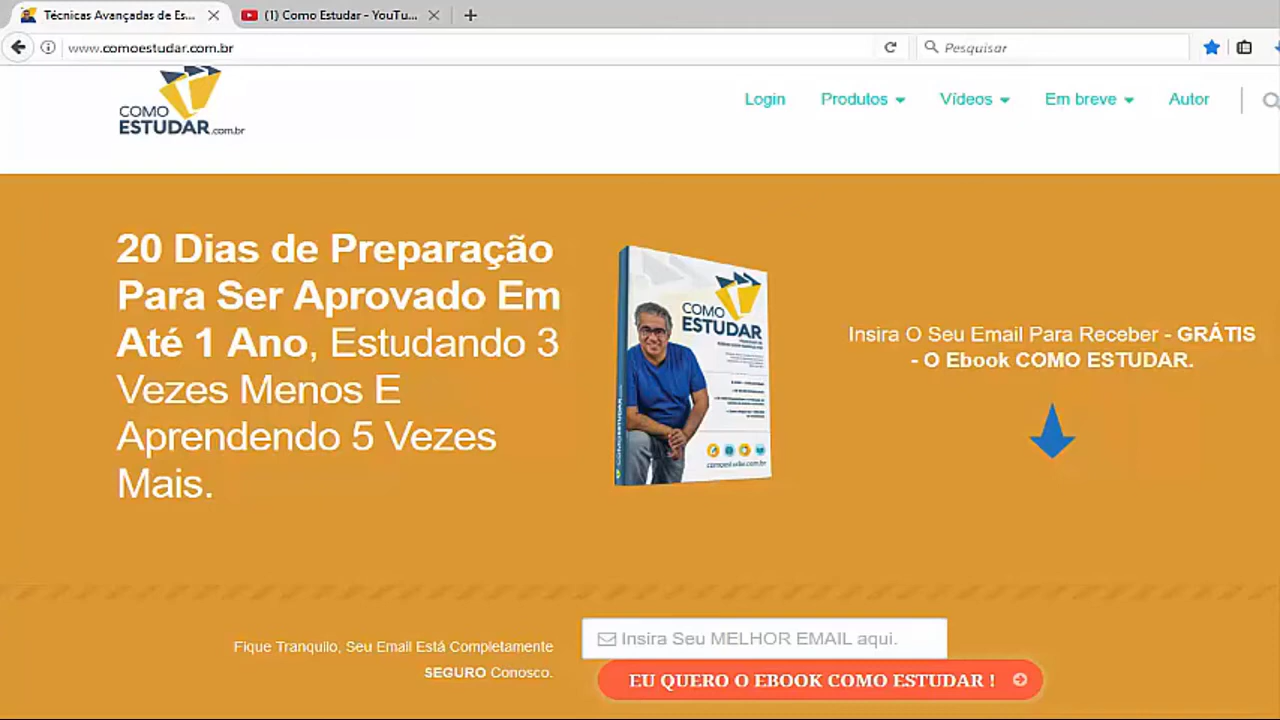 Técnicas Avançadas de Es...
(1) Como Estudar - YouTu...
www.comoestudar.com.br
Pesquisar
COMO
ESTUDAR.com.br
Login
Produtos
Vídeos
Em breve
Autor
20 Dias de Preparação
Para Ser Aprovado Em
Até 1 Ano, Estudando 3
Vezes Menos E
Aprendendo 5 Vezes
Mais.
COMO
ESTUDAR
comoestudar.com.br
Insira O Seu Email Para Receber - GRÁTIS
- O Ebook COMO ESTUDAR.
Fique Tranquilo, Seu Email Está Completamente
SEGURO Conosco.
Insira Seu MELHOR EMAIL aqui.
EU QUERO O EBOOK COMO ESTUDAR !